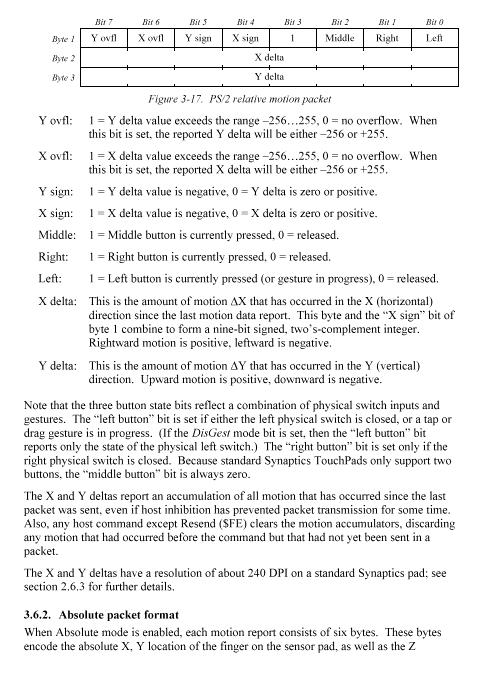 Bit 7 Bit 6 Bit 5 Bit 4 Bit 3 Bit 2 Bit 1 Bit 0
Byte 1 Y ovfl X ovfl Y sign X sign 1 Middle Right Left
Byte 2 X delta
Byte 3 Y delta
Figure 3-17. PS/2 relative motion packet
Y ovfl: 1 = Y delta value exceeds the range –256…255, 0 = no overflow. When
this bit is set, the reported Y delta will be either –256 or +255.
X ovfl: 1 = X delta value exceeds the range –256…255, 0 = no overflow. When
this bit is set, the reported X delta will be either –256 or +255.
Y sign: 1 = Y delta value is negative, 0 = Y delta is zero or positive.
X sign: 1 = X delta value is negative, 0 = X delta is zero or positive.
Middle: 1 = Middle button is currently pressed, 0 = released.
Right: 1 = Right button is currently pressed, 0 = released.
Left: 1 = Left button is currently pressed (or gesture in progress), 0 = released.
X delta: This is the amount of motion ΔX that has occurred in the X (horizontal)
direction since the last motion data report. This byte and the “X sign” bit of
byte 1 combine to form a nine-bit signed, two’s-complement integer.
Rightward motion is positive, leftward is negative.
Y delta: This is the amount of motion ΔY that has occurred in the Y (vertical)
direction. Upward motion is positive, downward is negative.
Note that the three button state bits reflect a combination of physical switch inputs and
gestures. The “left button” bit is set if either the left physical switch is closed, or a tap or
drag gesture is in progress. (If the DisGest mode bit is set, then the “left button” bit
reports only the state of the physical left switch.) The “right button” bit is set only if the
right physical switch is closed. Because standard Synaptics TouchPads only support two
buttons, the “middle button” bit is always zero.
The X and Y deltas report an accumulation of all motion that has occurred since the last
packet was sent, even if host inhibition has prevented packet transmission for some time.
Also, any host command except Resend ($FE) clears the motion accumulators, discarding
any motion that had occurred before the command but that had not yet been sent in a
packet.
The X and Y deltas have a resolution of about 240 DPI on a standard Synaptics pad; see
section 2.6.3 for further details.
3.6.2. Absolute packet format
When Absolute mode is enabled, each motion report consists of six bytes. These bytes
encode the absolute X, Y location of the finger on the sensor pad, as well as the Z